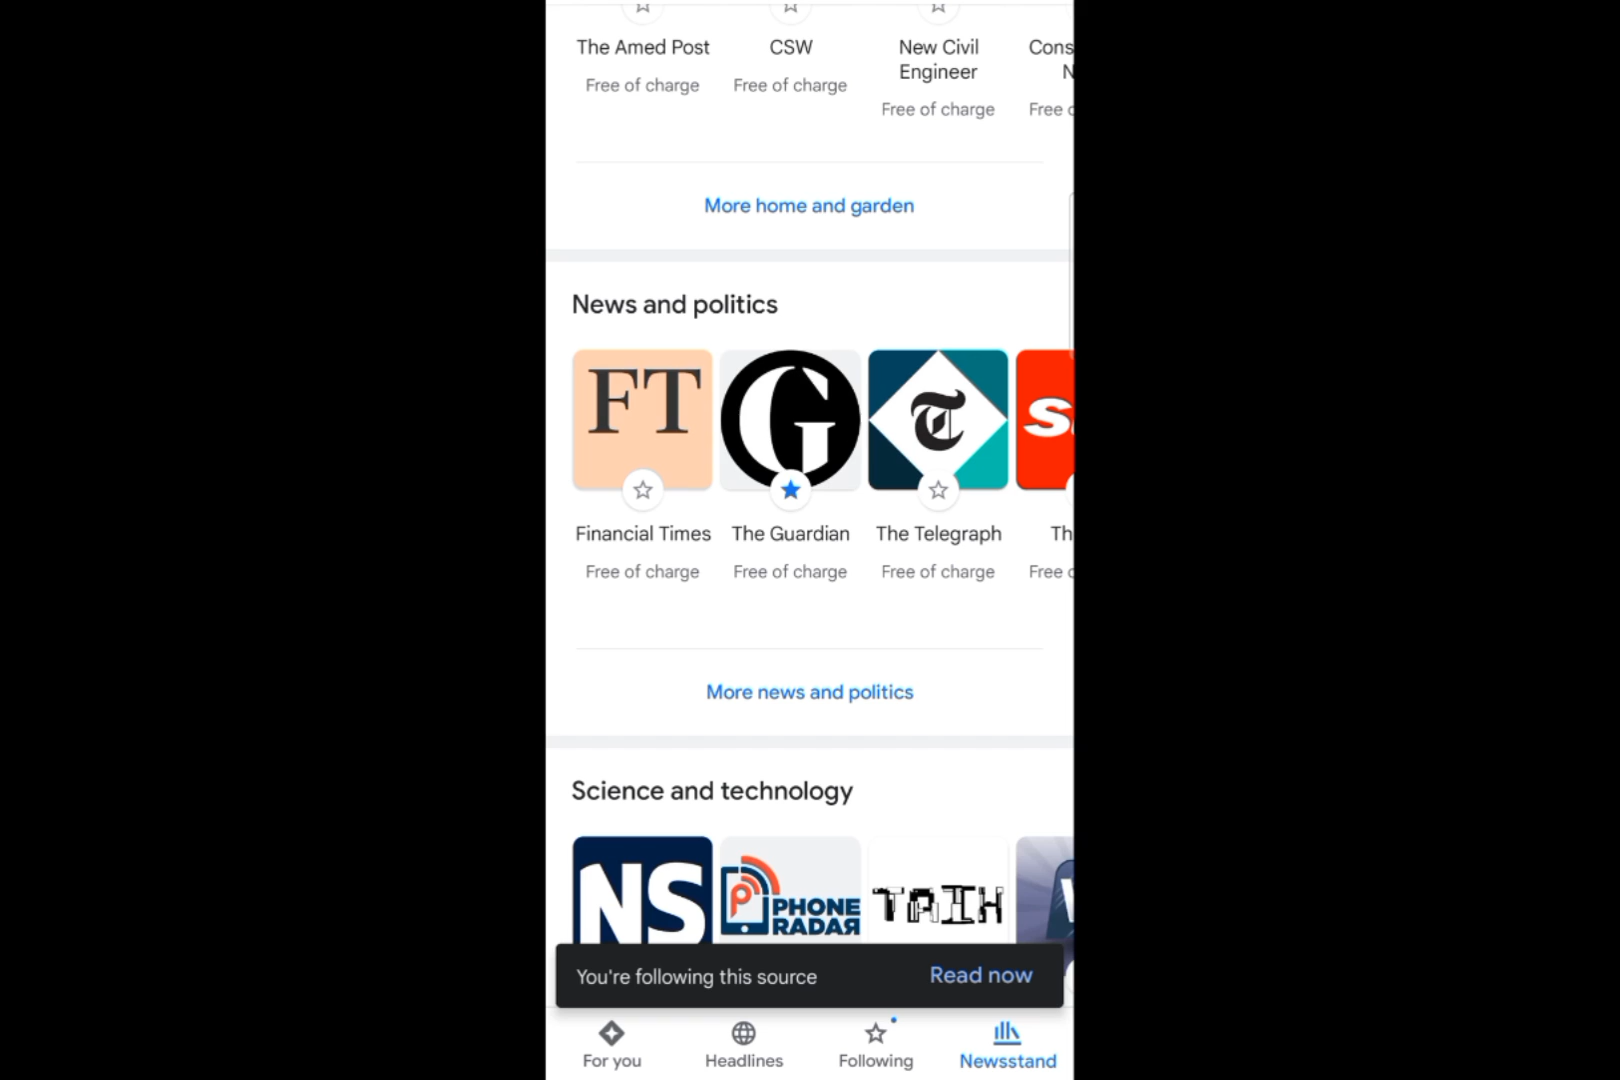 The Amed Post CSW New Civil Engineer
Free of charge Free of charge Free of charge
More home and garden
News and politics
FT G T
Financial Times The Guardian The Telegraph
Free of charge Free of charge Free of charge
More news and politics
Science and technology
NS PHONE RADAR
You're following this source Read now
For you Headlines Following Newsstand